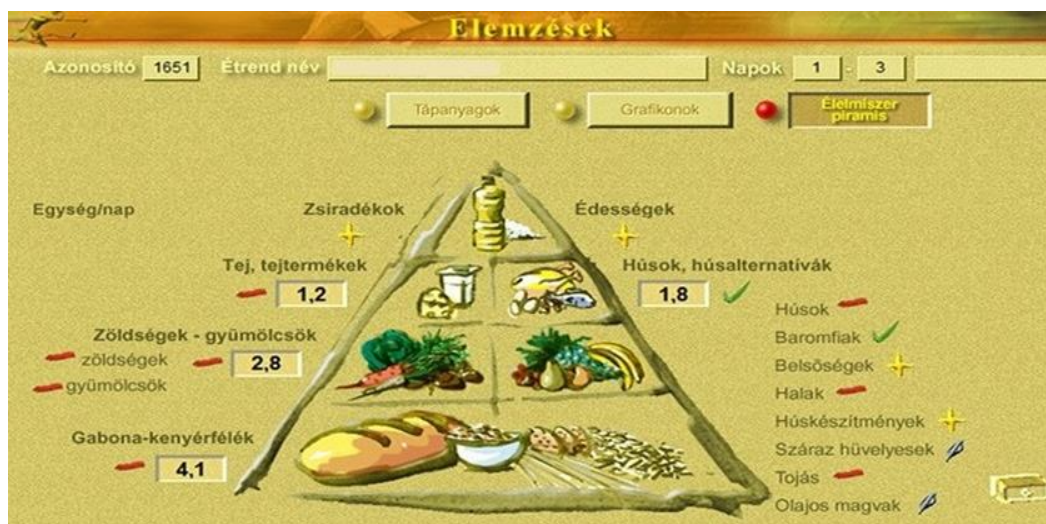 Elemzések
Azonosító 1651 Étrend név Napok 1 - 3
Tápanyagok Grafikonok Élelmiszer piramis
Egység/nap
Zsiradékok Édességek
Tej, tejtermékek Húsok, húsalternatívák
1,2 1,8
Zöldségek - gyümölcsök
zöldségek 2,8
gyümölcsök
Gabona-kenyérfélék
4,1
Húsok
Baromfiak
Belsőségek
Halak
Húskészítmények
Száraz hüvelyesek
Tojás
Olajos magvak